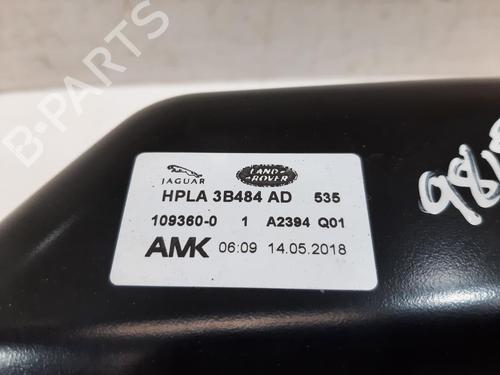 B-PARTS
JAGUAR
LAND
ROVER
HPLA 3B484 AD 535
109360-0 1 A2394 Q01
AMK 06:09 14.05.2018